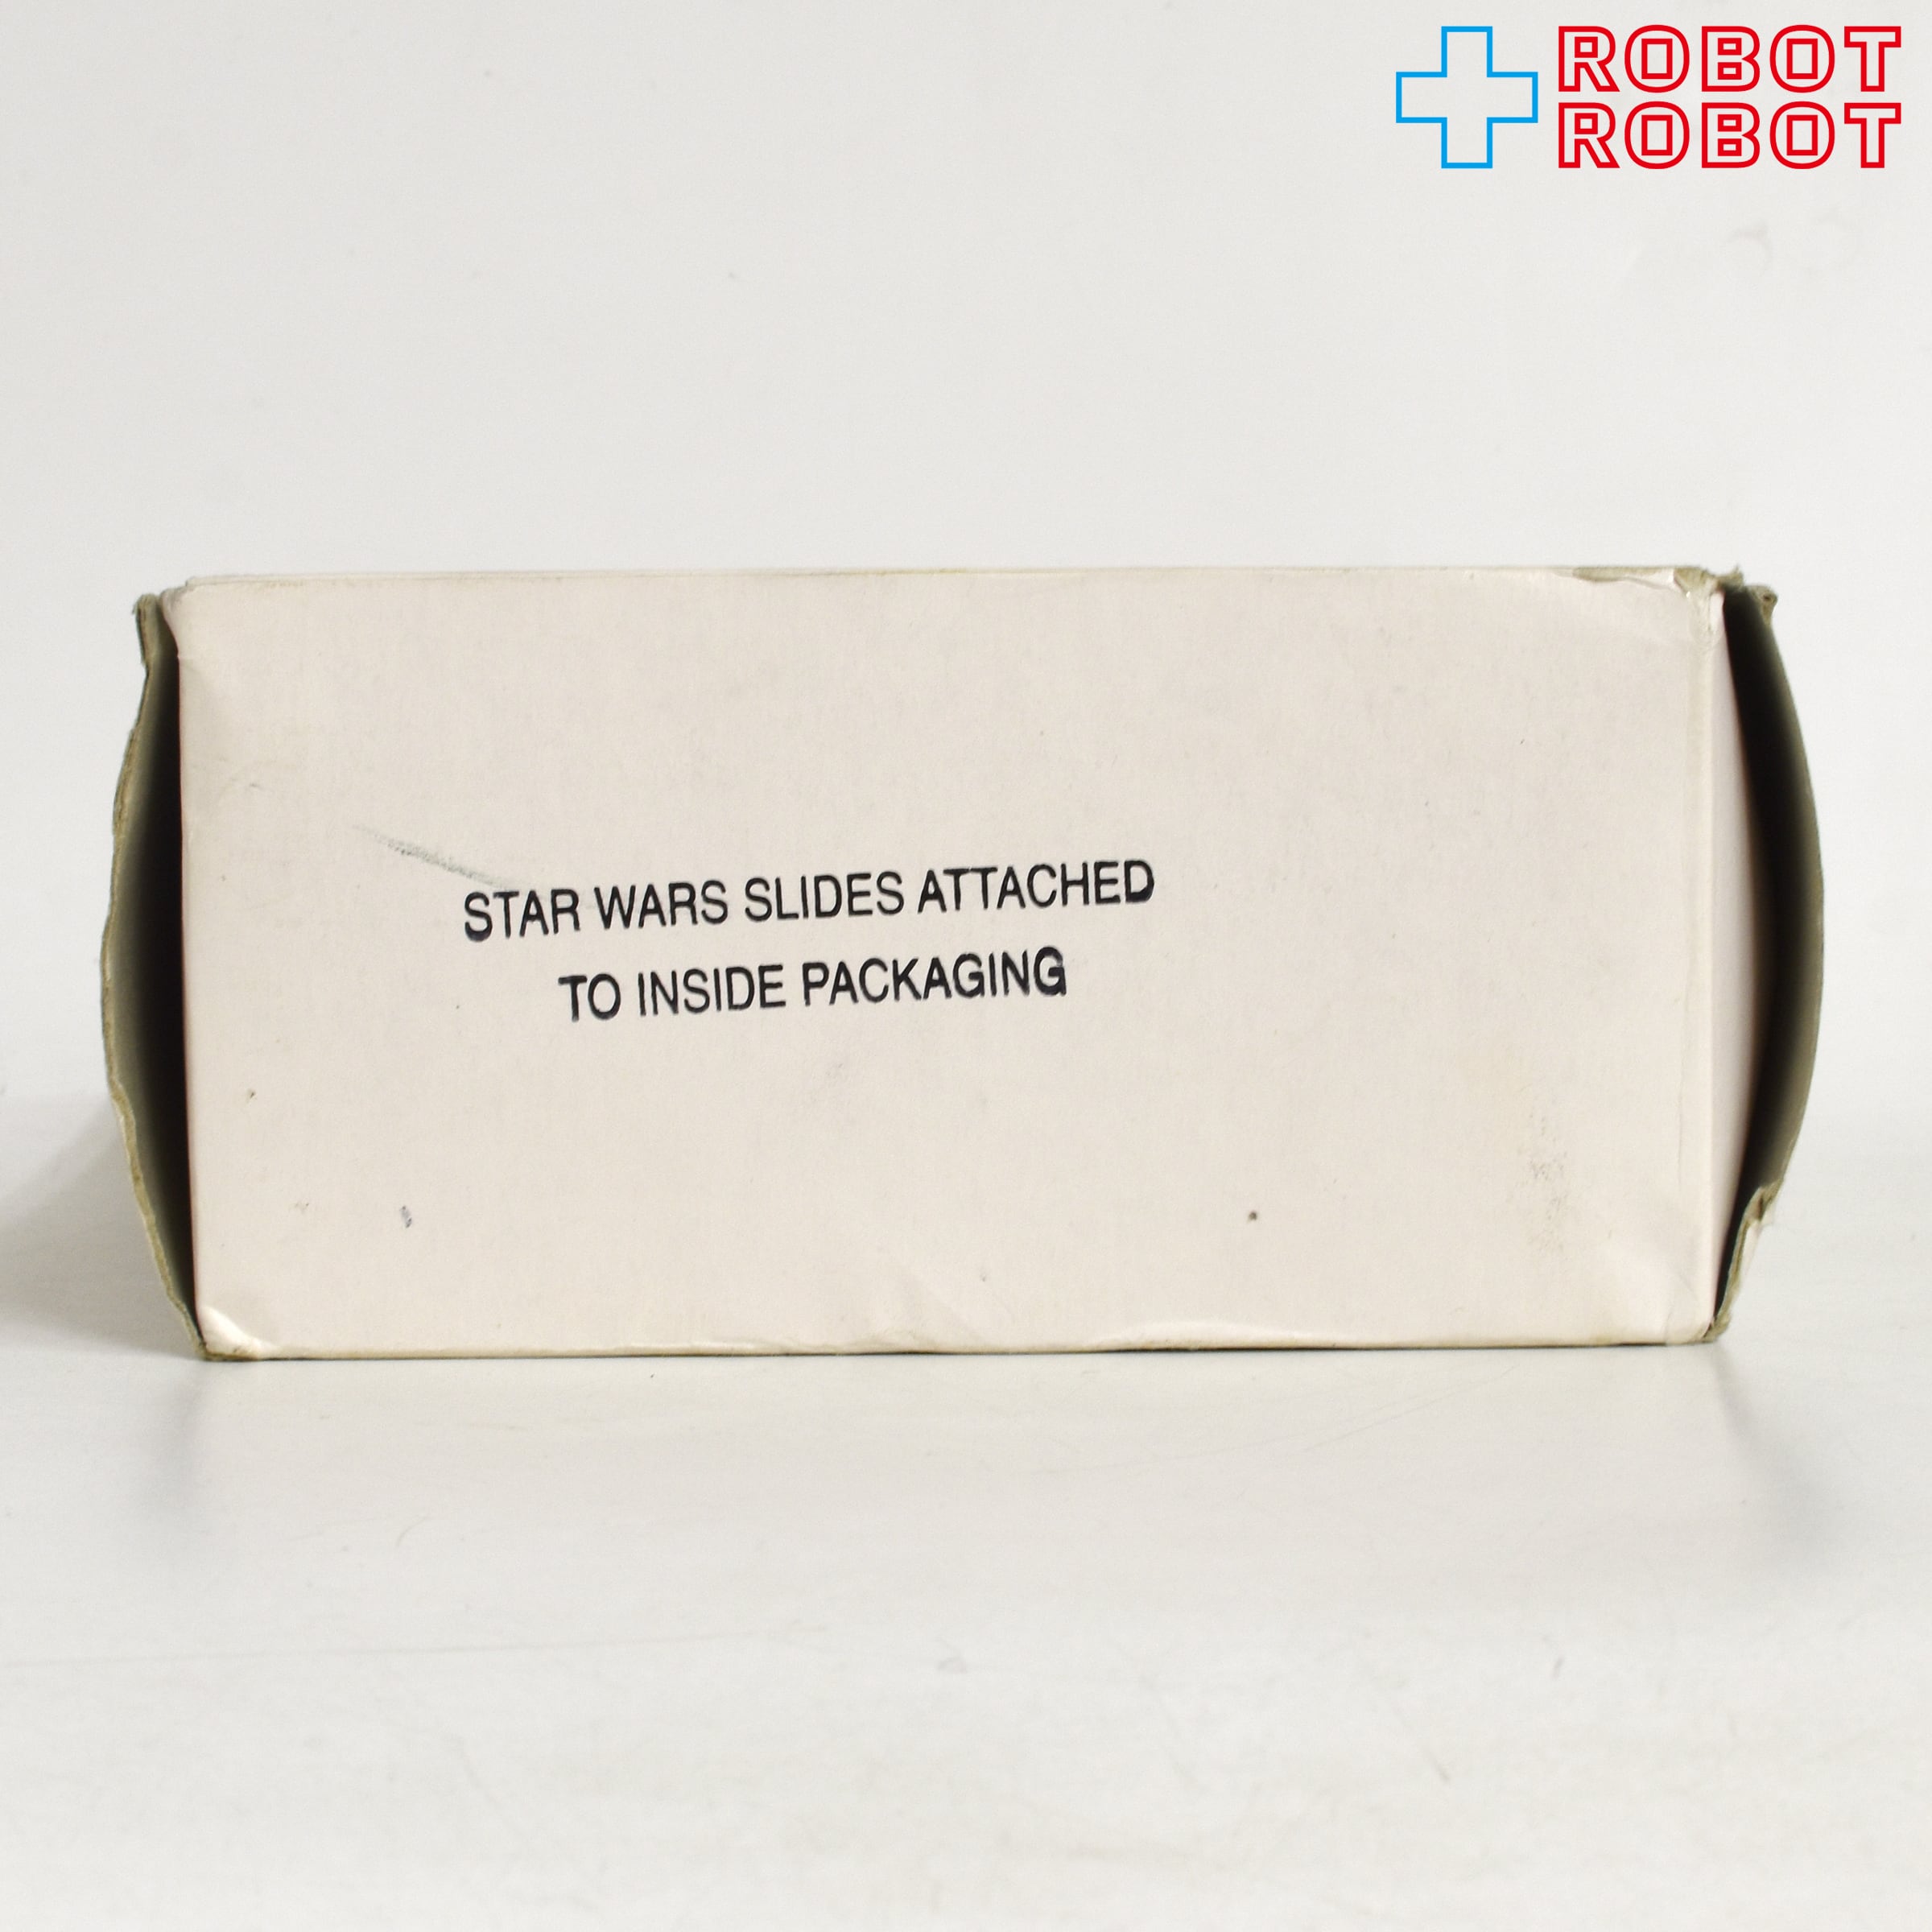 ROBOT
ROBOT
STAR WARS SLIDES ATTACHED
TO INSIDE PACKAGING